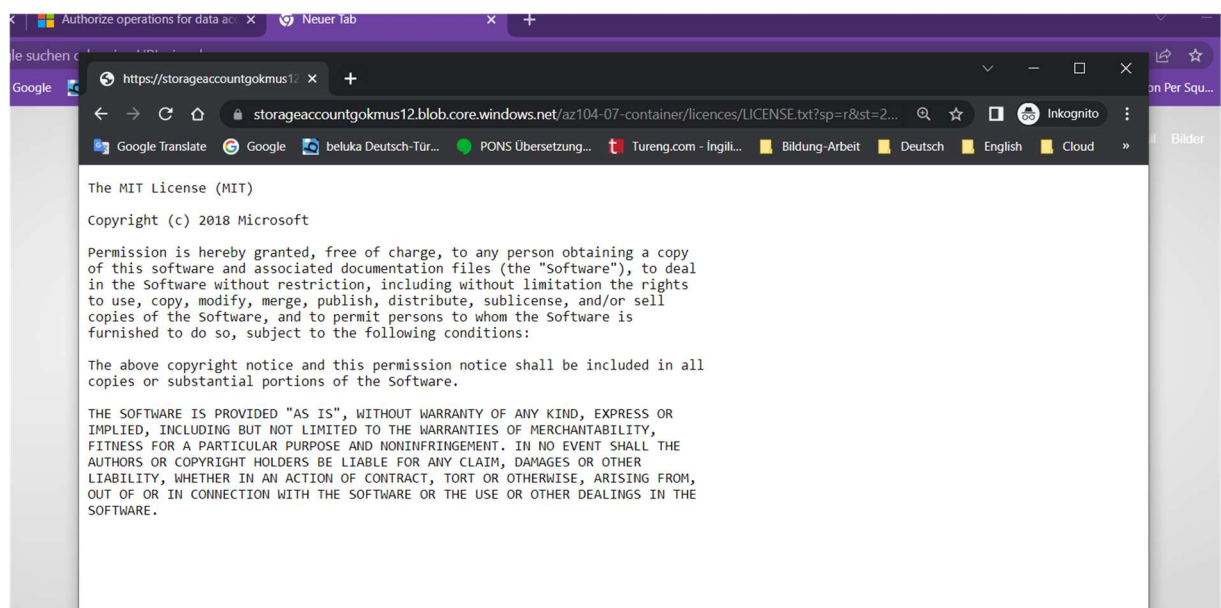 Authorize operations for data acc
Neuer Tab
le suchen
https://storageaccountgokmus12
Google
on Per Squ...
storageaccountgokmus12.blob.core.windows.net/az104-07-container/licences/LICENSE.txt?sp=r&st=2...
Inkognito
Google Translate Google beluka Deutsch-Tür... PONS Übersetzung... Tureng.com - İngili... Bildung-Arbeit Deutsch English Cloud »
Bilder
The MIT License (MIT)
Copyright (c) 2018 Microsoft
Permission is hereby granted, free of charge, to any person obtaining a copy
of this software and associated documentation files (the "Software"), to deal
in the Software without restriction, including without limitation the rights
to use, copy, modify, merge, publish, distribute, sublicense, and/or sell
copies of the Software, and to permit persons to whom the Software is
furnished to do so, subject to the following conditions:
The above copyright notice and this permission notice shall be included in all
copies or substantial portions of the Software.
THE SOFTWARE IS PROVIDED "AS IS", WITHOUT WARRANTY OF ANY KIND, EXPRESS OR
IMPLIED, INCLUDING BUT NOT LIMITED TO THE WARRANTIES OF MERCHANTABILITY,
FITNESS FOR A PARTICULAR PURPOSE AND NONINFRINGEMENT. IN NO EVENT SHALL THE
AUTHORS OR COPYRIGHT HOLDERS BE LIABLE FOR ANY CLAIM, DAMAGES OR OTHER
LIABILITY, WHETHER IN AN ACTION OF CONTRACT, TORT OR OTHERWISE, ARISING FROM,
OUT OF OR IN CONNECTION WITH THE SOFTWARE OR THE USE OR OTHER DEALINGS IN THE
SOFTWARE.